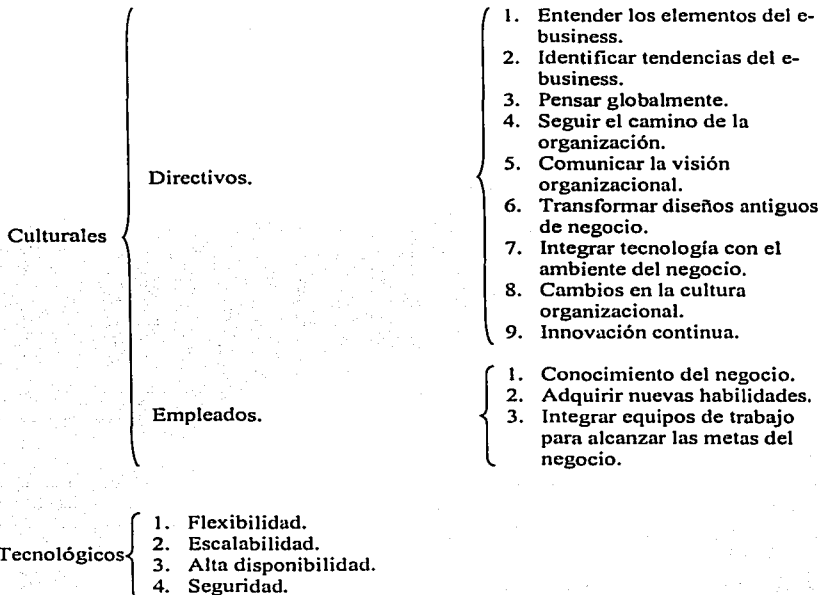 1. Entender los elementos del e-
business.
2. Identificar tendencias del e-
business.
3. Pensar globalmente.
4. Seguir el camino de la
organización.
Directivos.
5. Comunicar la visión
organizacional.
6. Transformar diseños antiguos
de negocio.
Culturales
7. Integrar tecnología con el
ambiente del negocio.
8. Cambios en la cultura
organizacional.
9. Innovación continua.
Empleados.
1. Conocimiento del negocio.
2. Adquirir nuevas habilidades.
3. Integrar equipos de trabajo
para alcanzar las metas del
negocio.
Tecnológicos
1. Flexibilidad.
2. Escalabilidad.
3. Alta disponibilidad.
4. Seguridad.